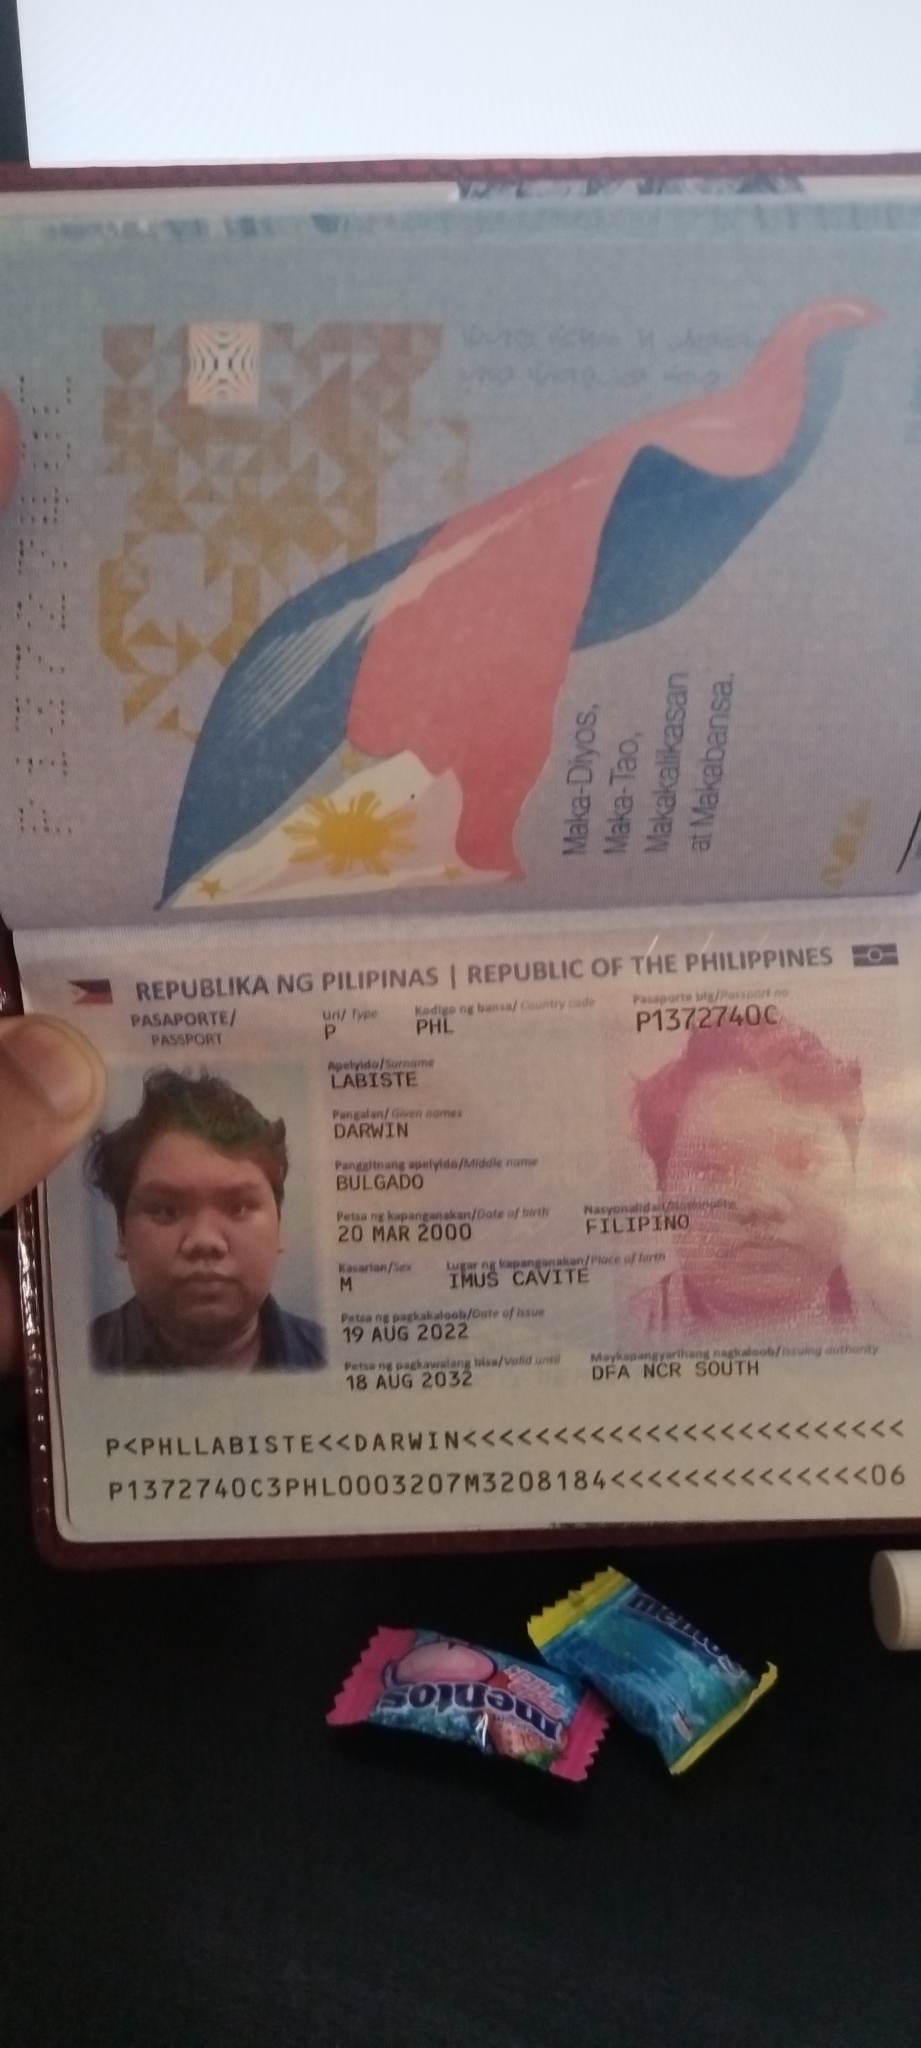 Maka-Diyos,
Maka-Tao,
Makakalikasan
at Makabansa.
REPUBLIKA NG PILIPINAS | REPUBLIC OF THE PHILIPPINES
PASAPORTE/
PASSPORT
Uri/ Type
P
Kodigo ng bansa/ Country code
PHL
Pasaporte blg/Passport no
P1372740C
Apelyido/Surname
LABISTE
Pangalan/ Given names
DARWIN
Panggitnang apelyido/Middle name
BULGADO
Petsa ng kapanganakan/Date of birth
20 MAR 2000
Nasyonalidad/Nationality
FILIPINO
Kasarian/Sex
M
Lugar ng kapanganakan/Place of birth
IMUS CAVITE
Petsa ng pagkakaloob/Date of issue
19 AUG 2022
Petsa ng pagkawalang bisa/Valid until
18 AUG 2032
Maykapangyarihang nagkaloob/Issuing authority
DFA NCR SOUTH
P<PHLLABISTE<<DARWIN<<<<<<<<<<<<<<<<<<<<<<<<
P1372740C3PHL0003207M3208184<<<<<<<<<<<<<<06
mentos
mentos